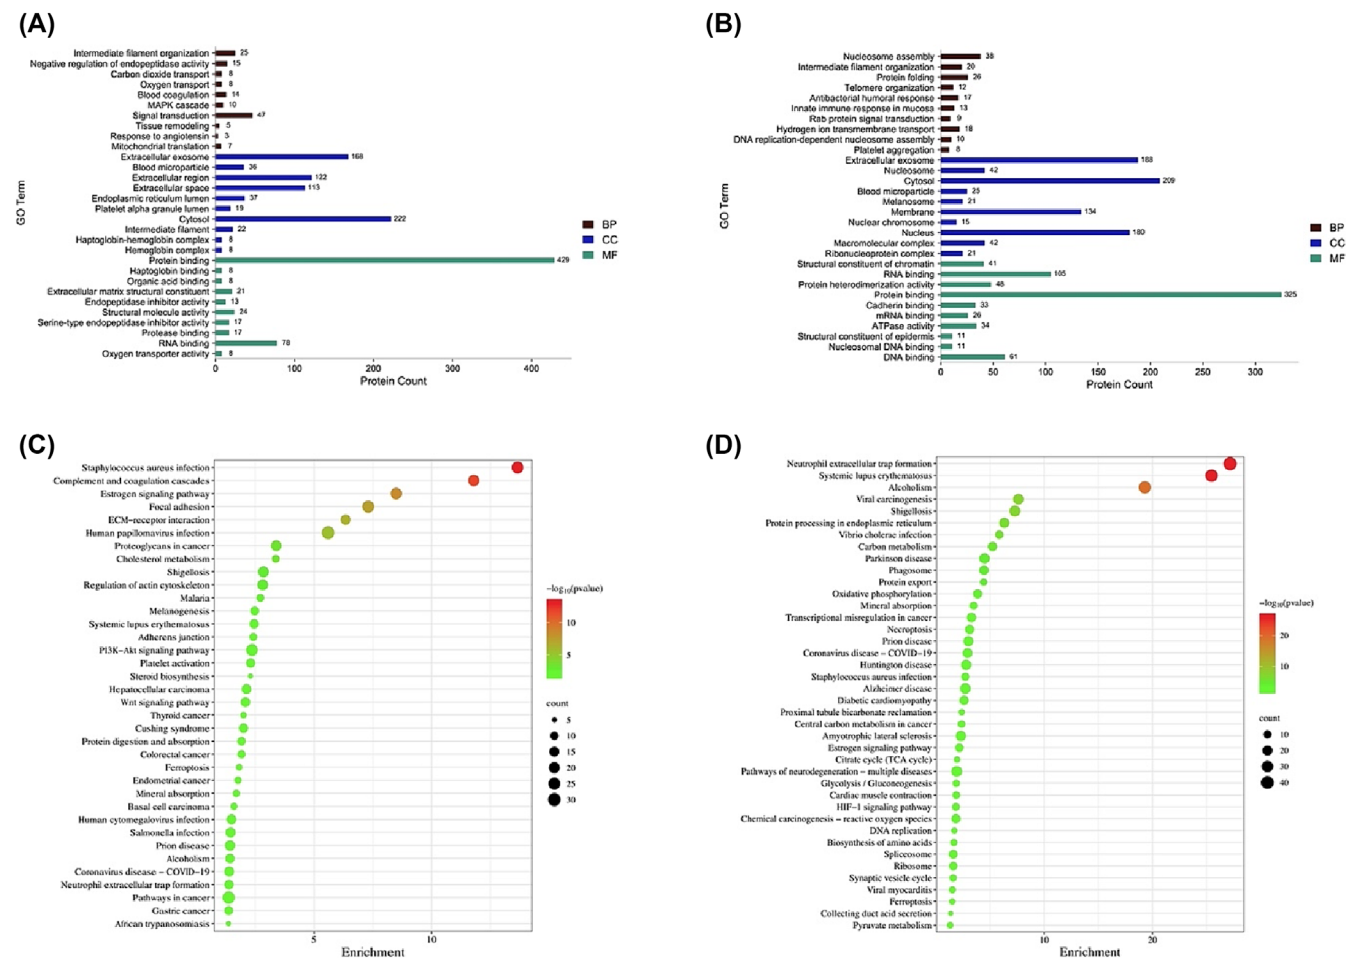 (A)
Intermediate filament organization 25
Negative regulation of endopeptidase activity 15
Carbon dioxide transport 8
Oxygen transport 8
Blood coagulation 14
MAPK cascade 10
Signal transduction 47
Tissue remodeling 5
Response to angiotensin 3
Mitochondrial translation 7
Extracellular exosome 168
Blood microparticle 36
Extracellular region 122
Extracellular space 113
Endoplasmic reticulum lumen 37
Platelet alpha granule lumen 19
Cytosol 222
Intermediate filament 22
Haptoglobin-hemoglobin complex 8
Hemoglobin complex 8
Protein binding 429
Haptoglobin binding 8
Organic acid binding 8
Extracellular matrix structural constituent 21
Endopeptidase inhibitor activity 13
Structural molecule activity 24
Serine-type endopeptidase inhibitor activity 17
Protease binding 17
RNA binding 78
Oxygen transporter activity 8
GO Term
0 100 200 300 400
Protein Count
BP
CC
MF
(B)
Nucleosome assembly 38
Intermediate filament organization 20
Protein folding 26
Telomere organization 12
Antibacterial humoral response 17
Innate immune response in mucosa 13
Rab protein signal transduction 9
Hydrogen ion transmembrane transport 18
DNA replication-dependent nucleosome assembly 10
Platelet aggregation 8
Extracellular exosome 188
Nucleosome 42
Cytosol 209
Blood microparticle 25
Melanosome 21
Membrane 134
Nuclear chromosome 15
Nucleus 180
Macromolecular complex 42
Ribonucleoprotein complex 21
Structural constituent of chromatin 41
RNA binding 105
Protein heterodimerization activity 48
Protein binding 325
Cadherin binding 33
mRNA binding 26
ATPase activity 34
Structural constituent of epidermis 11
Nucleosomal DNA binding 11
DNA binding 61
GO Term
0 50 100 150 200 250 300
Protein Count
BP
CC
MF
(C)
Staphylococcus aureus infection
Complement and coagulation cascades
Estrogen signaling pathway
Focal adhesion
ECM−receptor interaction
Human papillomavirus infection
Proteoglycans in cancer
Cholesterol metabolism
Shigellosis
Regulation of actin cytoskeleton
Malaria
Melanogenesis
Systemic lupus erythematosus
Adherens junction
PI3K−Akt signaling pathway
Platelet activation
Steroid biosynthesis
Hepatocellular carcinoma
Wnt signaling pathway
Thyroid cancer
Cushing syndrome
Protein digestion and absorption
Colorectal cancer
Ferroptosis
Endometrial cancer
Mineral absorption
Basal cell carcinoma
Human cytomegalovirus infection
Salmonella infection
Prion disease
Alcoholism
Coronavirus disease − COVID−19
Neutrophil extracellular trap formation
Pathways in cancer
Gastric cancer
African trypanosomiasis
5 10
Enrichment
−log10(pvalue)
10
5
count
5
10
15
20
25
30
(D)
Neutrophil extracellular trap formation
Systemic lupus erythematosus
Alcoholism
Viral carcinogenesis
Shigellosis
Protein processing in endoplasmic reticulum
Vibrio cholerae infection
Carbon metabolism
Parkinson disease
Phagosome
Protein export
Oxidative phosphorylation
Mineral absorption
Transcriptional misregulation in cancer
Necroptosis
Prion disease
Coronavirus disease − COVID−19
Huntington disease
Staphylococcus aureus infection
Alzheimer disease
Diabetic cardiomyopathy
Proximal tubule bicarbonate reclamation
Central carbon metabolism in cancer
Amyotrophic lateral sclerosis
Estrogen signaling pathway
Citrate cycle (TCA cycle)
Pathways of neurodegeneration − multiple diseases
Glycolysis / Gluconeogenesis
Cardiac muscle contraction
HIF−1 signaling pathway
Chemical carcinogenesis − reactive oxygen species
DNA replication
Biosynthesis of amino acids
Spliceosome
Ribosome
Synaptic vesicle cycle
Viral myocarditis
Ferroptosis
Collecting duct acid secretion
Pyruvate metabolism
10 20
Enrichment
−log10(pvalue)
20
10
count
10
20
30
40